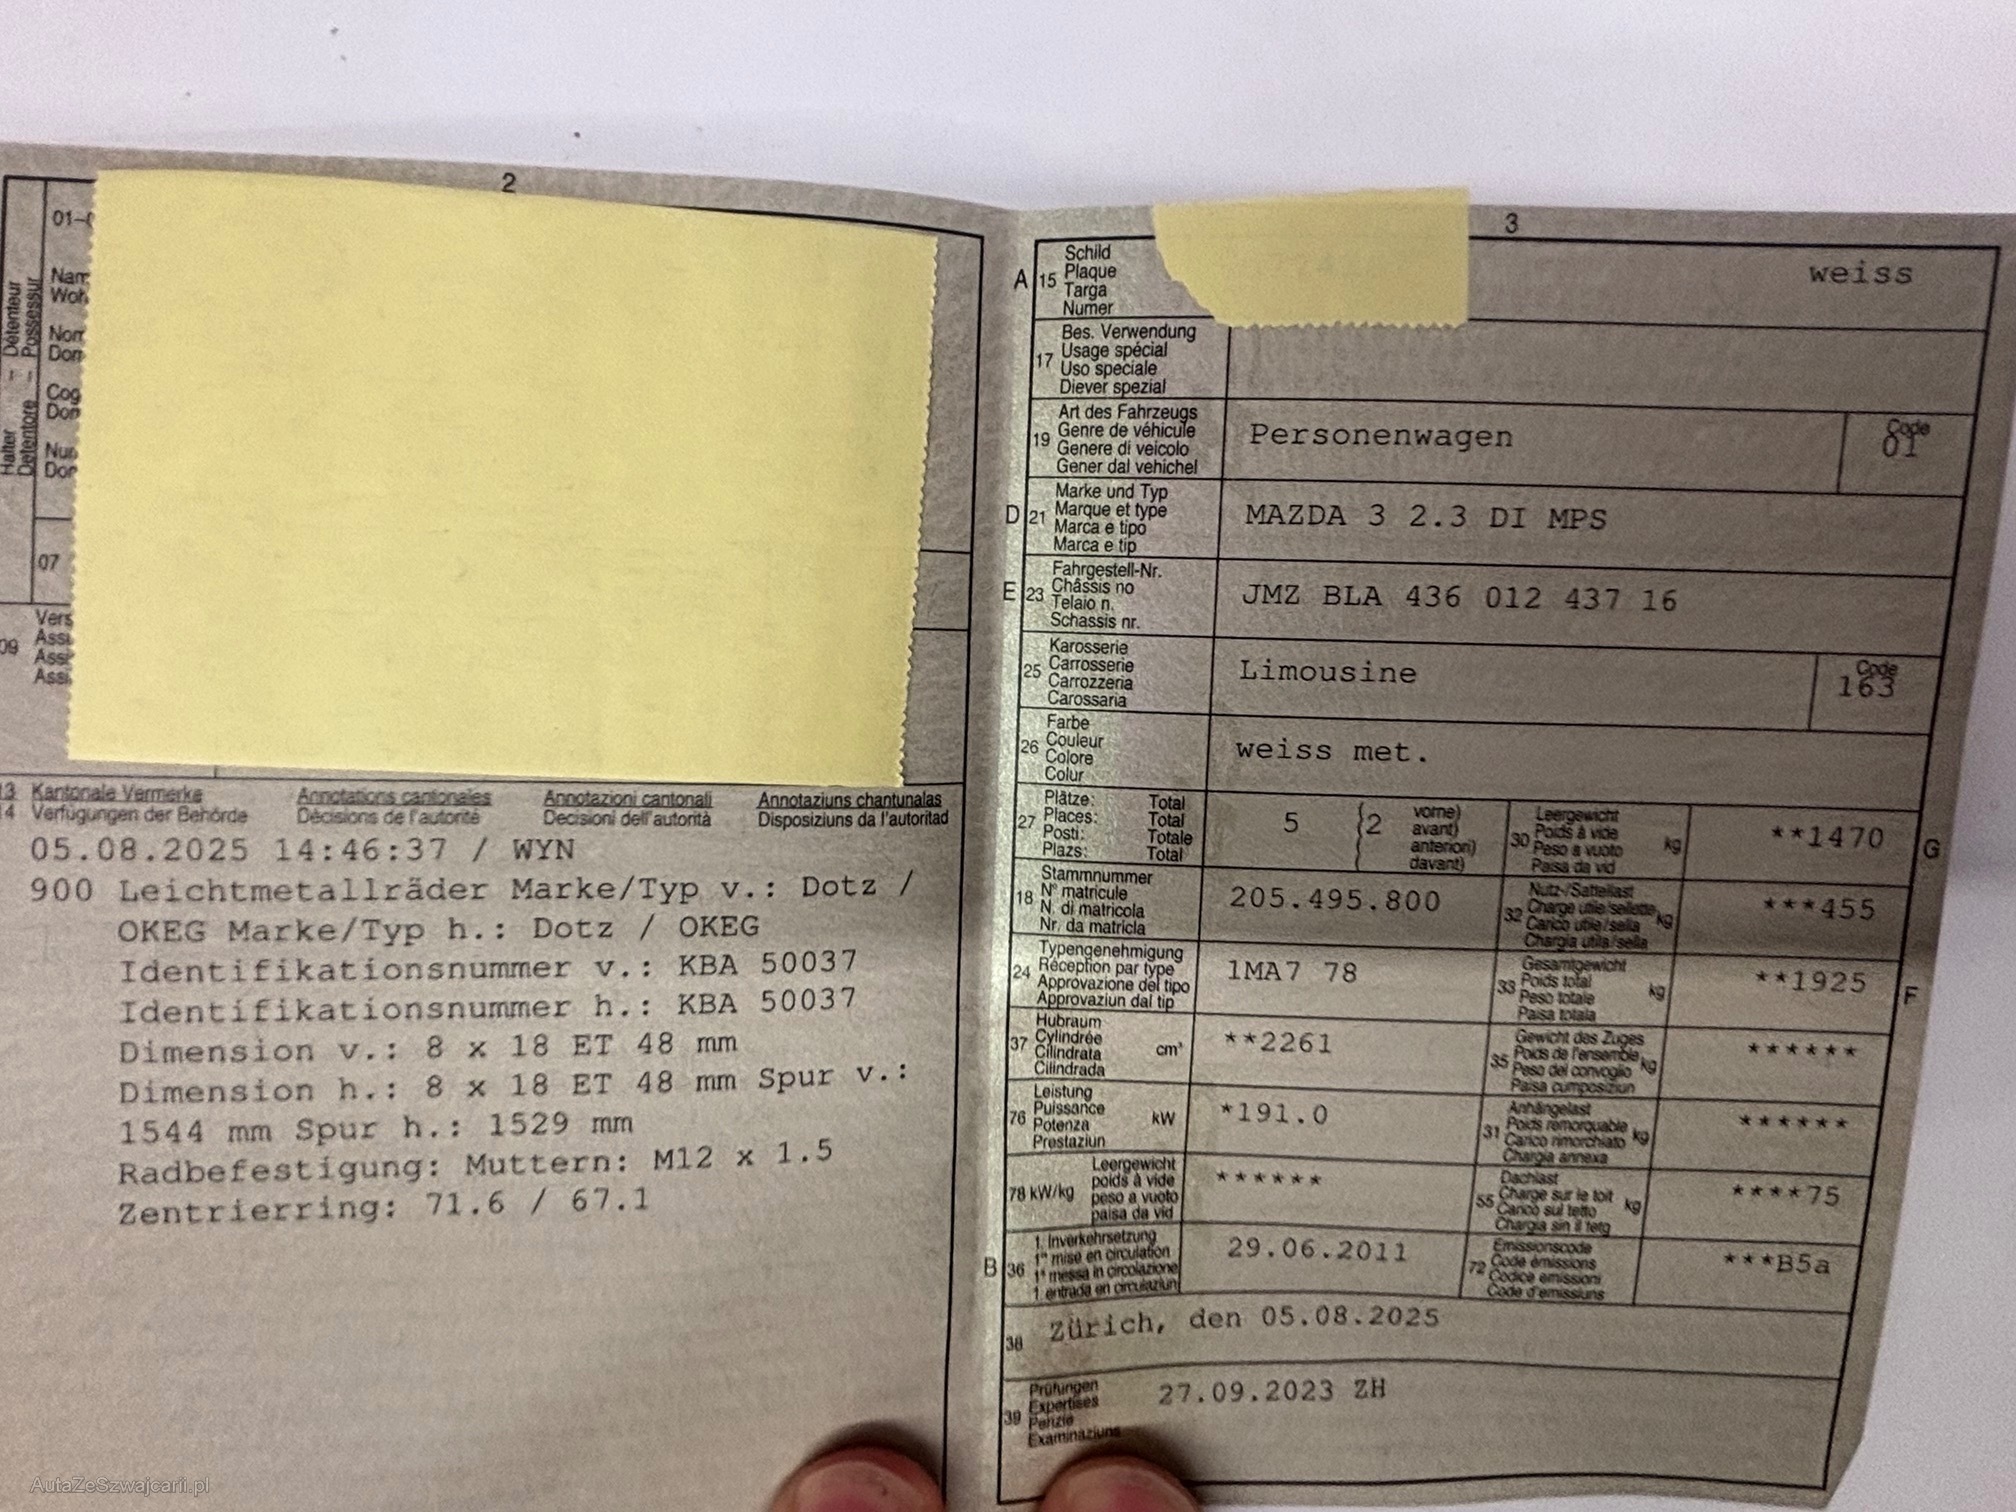 2
01-0
Nam
Woh
Nom
Dom
Cog
Dom
Num
Dom
Halter – Détenteur
Detentore – Possessur
07
09
Vers
Assu
Assi
Assi
13 Kantonale Vermerke Annotations cantonales Annotazioni cantonali Annotaziuns chantunalas
14 Verfügungen der Behörde Décisions de l'autorité Decisioni dell'autorità Disposiziuns da l'autoritad
05.08.2025 14:46:37 / WYN
900 Leichtmetallräder Marke/Typ v.: Dotz /
OKEG Marke/Typ h.: Dotz / OKEG
Identifikationsnummer v.: KBA 50037
Identifikationsnummer h.: KBA 50037
Dimension v.: 8 x 18 ET 48 mm
Dimension h.: 8 x 18 ET 48 mm Spur v.:
1544 mm Spur h.: 1529 mm
Radbefestigung: Muttern: M12 x 1.5
Zentrierring: 71.6 / 67.1
3
A 15 Schild
Plaque
Targa
Numer
weiss
17 Bes. Verwendung
Usage spécial
Uso speciale
Diever spezial
19 Art des Fahrzeugs
Genre de véhicule
Genere di veicolo
Gener dal vehichel
Personenwagen
Code
01
D 21 Marke und Typ
Marque et type
Marca e tipo
Marca e tip
MAZDA 3 2.3 DI MPS
E 23 Fahrgestell-Nr.
Châssis no
Telaio n.
Schassis nr.
JMZ BLA 436 012 437 16
25 Karosserie
Carrosserie
Carrozzeria
Carossaria
Limousine
Code
163
26 Farbe
Couleur
Colore
Colur
weiss met.
27 Plätze: Total
Places: Total
Posti: Totale
Plazs: Total
5 {2 vorne)
avant)
anteriori)
davant)
30 Leergewicht
Poids à vide
Peso a vuoto
Paisa da vid
kg **1470 G
18 Stammnummer
N° matricule
N. di matricola
Nr. da matricla
205.495.800
32 Nutz-/Sattellast
Charge utile/sellette
Carico utile/sella
Chargia utila/sella
kg ***455
24 Typengenehmigung
Réception par type
Approvazione del tipo
Approvaziun dal tip
1MA7 78
33 Gesamtgewicht
Poids total
Peso totale
Paisa totala
kg **1925 F
37 Hubraum
Cylindrée
Cilindrata
Cilindrada
cm³ **2261
35 Gewicht des Zuges
Poids de l'ensemble
Peso del convoglio
Paisa cumposiziun
kg ******
76 Leistung
Puissance
Potenza
Prestaziun
kW *191.0
31 Anhängelast
Poids remorquable
Carico rimorchiato
Chargia annexa
kg ******
78 kW/kg Leergewicht
poids à vide
peso a vuoto
paisa da vid
******
55 Dachlast
Charge sur le toit
Carico sul tetto
Chargia sin il tetg
kg ****75
B 36 1. Inverkehrsetzung
1re mise en circulation
1a messa in circolazione
1. entrada en circulaziun
29.06.2011
72 Emissionscode
Code émissions
Codice emissioni
Code d'emissiuns
***B5a
38 Zürich, den 05.08.2025
39 Prüfungen
Expertises
Perizie
Examinaziuns
27.09.2023 ZH
AutaZeSzwajcarii.pl